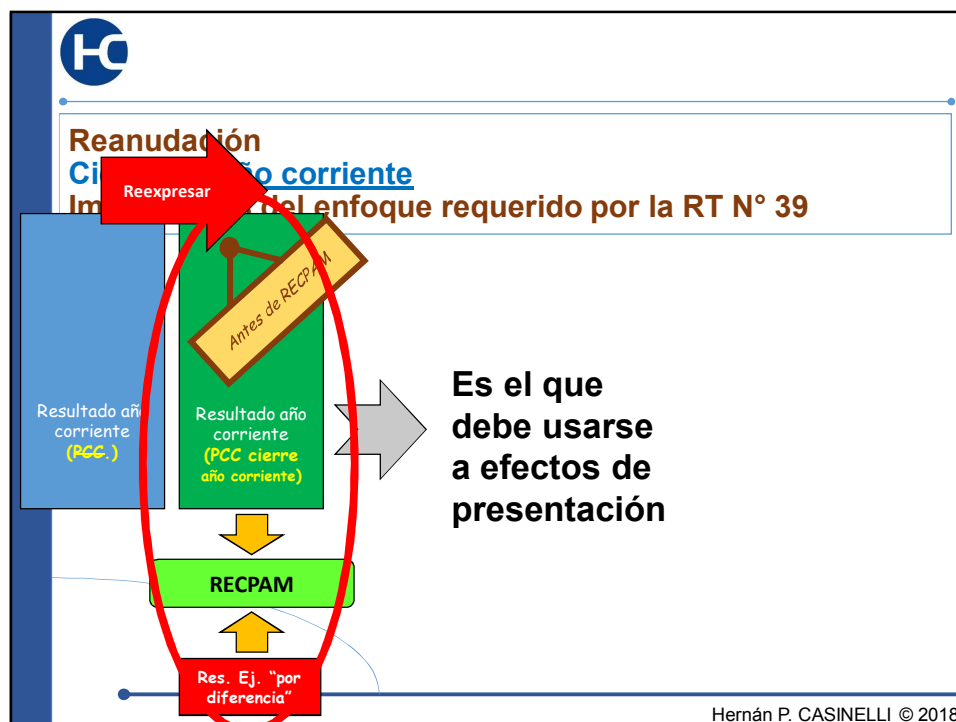 HC
Reanudación
Ci ño corriente
Im del enfoque requerido por la RT N° 39
Reexpresar
Antes de RECPAM
Resultado año
corriente
(PCC.)
Resultado año
corriente
(PCC cierre
año corriente)
Es el que
debe usarse
a efectos de
presentación
RECPAM
Res. Ej. “por
diferencia”
Hernán P. CASINELLI © 2018